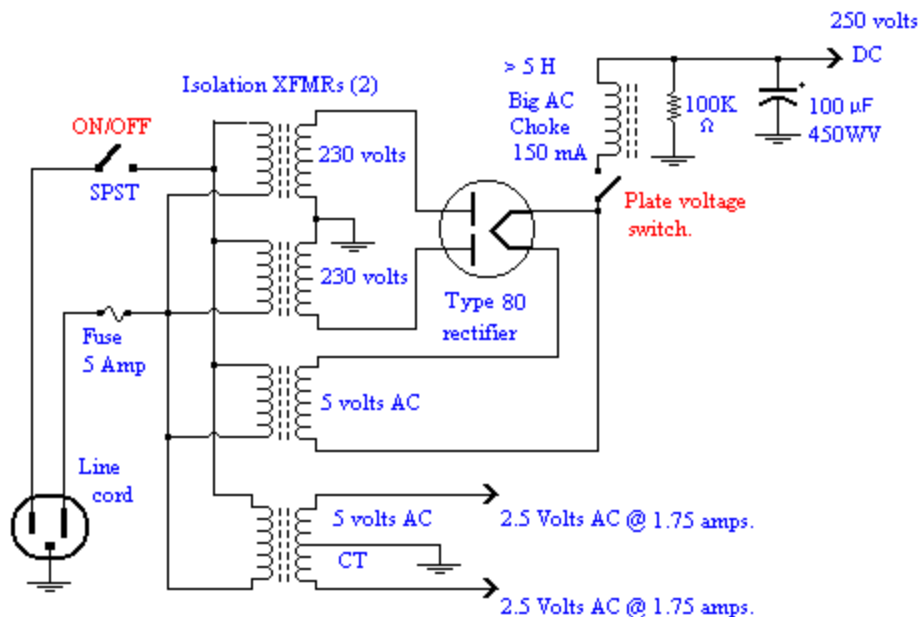 250 volts
DC
> 5 H
Big AC
Choke
150 mA
100K
Ω
+
100 µF
450WV
Isolation XFMRs (2)
ON/OFF
SPST
230 volts
Plate voltage
switch.
230 volts
Type 80
rectifier
Fuse
5 Amp
5 volts AC
Line
cord
5 volts AC
CT
2.5 Volts AC @ 1.75 amps.
2.5 Volts AC @ 1.75 amps.